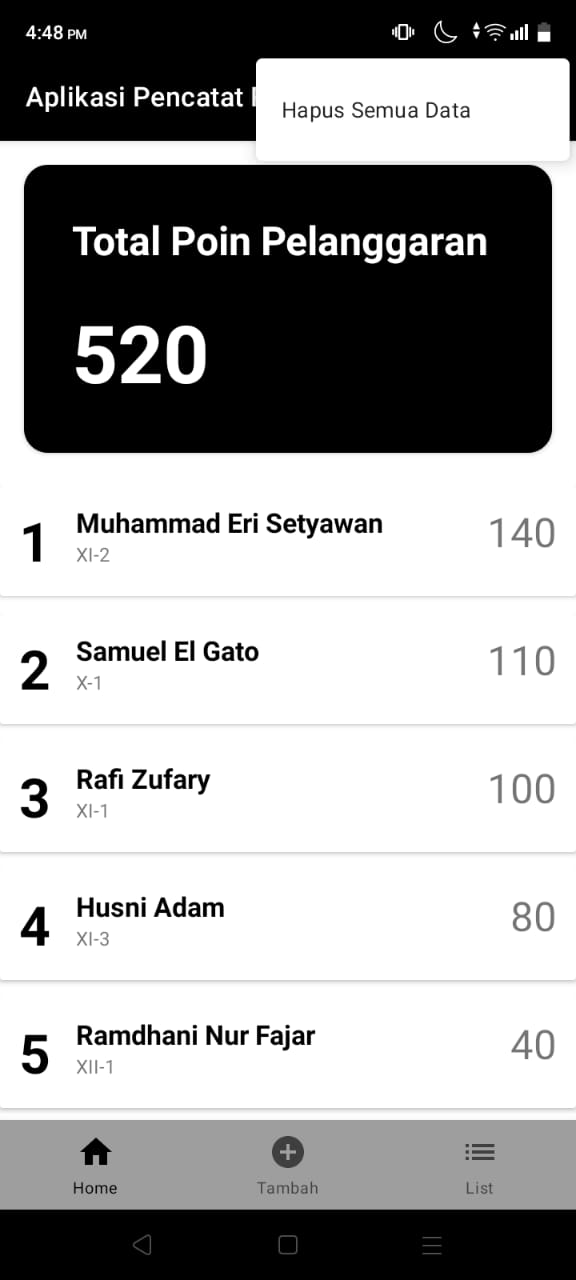 4:48 PM
Aplikasi Pencatat
Hapus Semua Data
Total Poin Pelanggaran
520
1
Muhammad Eri Setyawan
XI-2
140
2
Samuel El Gato
X-1
110
3
Rafi Zufary
XI-1
100
4
Husni Adam
XI-3
80
5
Ramdhani Nur Fajar
XII-1
40
Home
Tambah
List